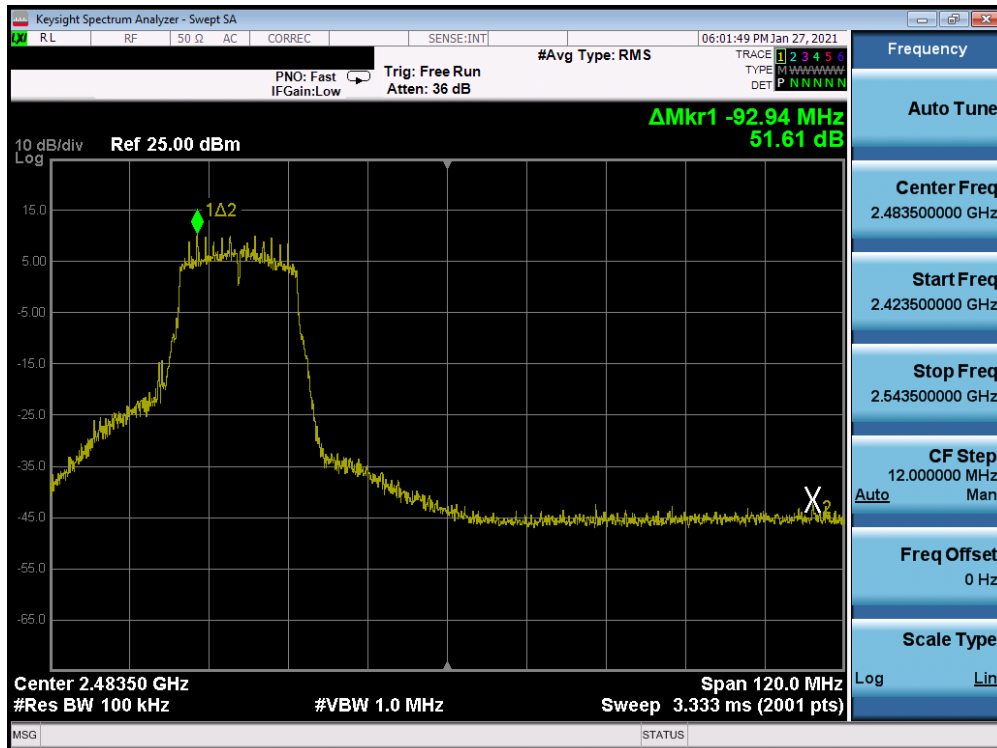 Keysight Spectrum Analyzer - Swept SA
LXI RL RF 50 Ω AC CORREC SENSE:INT 06:01:49 PM Jan 27, 2021
#Avg Type: RMS
TRACE 1 2 3 4 5 6
TYPE M WWWWW
DET P N N N N N
PNO: Fast
IFGain:Low
Trig: Free Run
Atten: 36 dB
ΔMkr1 -92.94 MHz
51.61 dB
10 dB/div Ref 25.00 dBm
Log
15.0
5.00
-5.00
-15.0
-25.0
-35.0
-45.0
-55.0
-65.0
1Δ2
X2
Center 2.48350 GHz Span 120.0 MHz
#Res BW 100 kHz #VBW 1.0 MHz Sweep 3.333 ms (2001 pts)
MSG STATUS
Frequency
Auto Tune
Center Freq
2.483500000 GHz
Start Freq
2.423500000 GHz
Stop Freq
2.543500000 GHz
CF Step
12.000000 MHz
Auto Man
Freq Offset
0 Hz
Scale Type
Log Lin